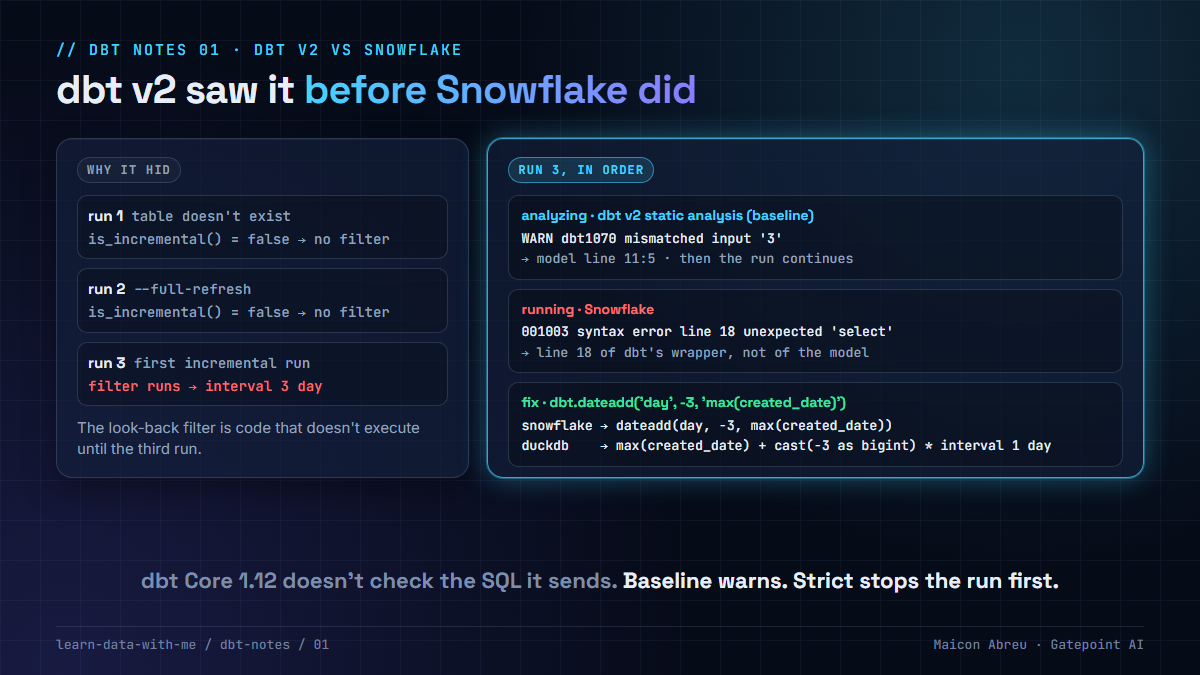 // DBT NOTES 01 · DBT V2 VS SNOWFLAKE
dbt v2 saw it before Snowflake did
WHY IT HID
run 1 table doesn't exist
is_incremental() = false → no filter
run 2 --full-refresh
is_incremental() = false → no filter
run 3 first incremental run
filter runs → interval 3 day
The look-back filter is code that doesn't execute
until the third run.
RUN 3, IN ORDER
analyzing · dbt v2 static analysis (baseline)
WARN dbt1070 mismatched input '3'
→ model line 11:5 · then the run continues
running · Snowflake
001003 syntax error line 18 unexpected 'select'
→ line 18 of dbt's wrapper, not of the model
fix · dbt.dateadd('day', -3, 'max(created_date)')
snowflake → dateadd(day, -3, max(created_date))
duckdb → max(created_date) + cast(-3 as bigint) * interval 1 day
dbt Core 1.12 doesn't check the SQL it sends. Baseline warns. Strict stops the run first.
learn-data-with-me / dbt-notes / 01
Maicon Abreu · Gatepoint AI